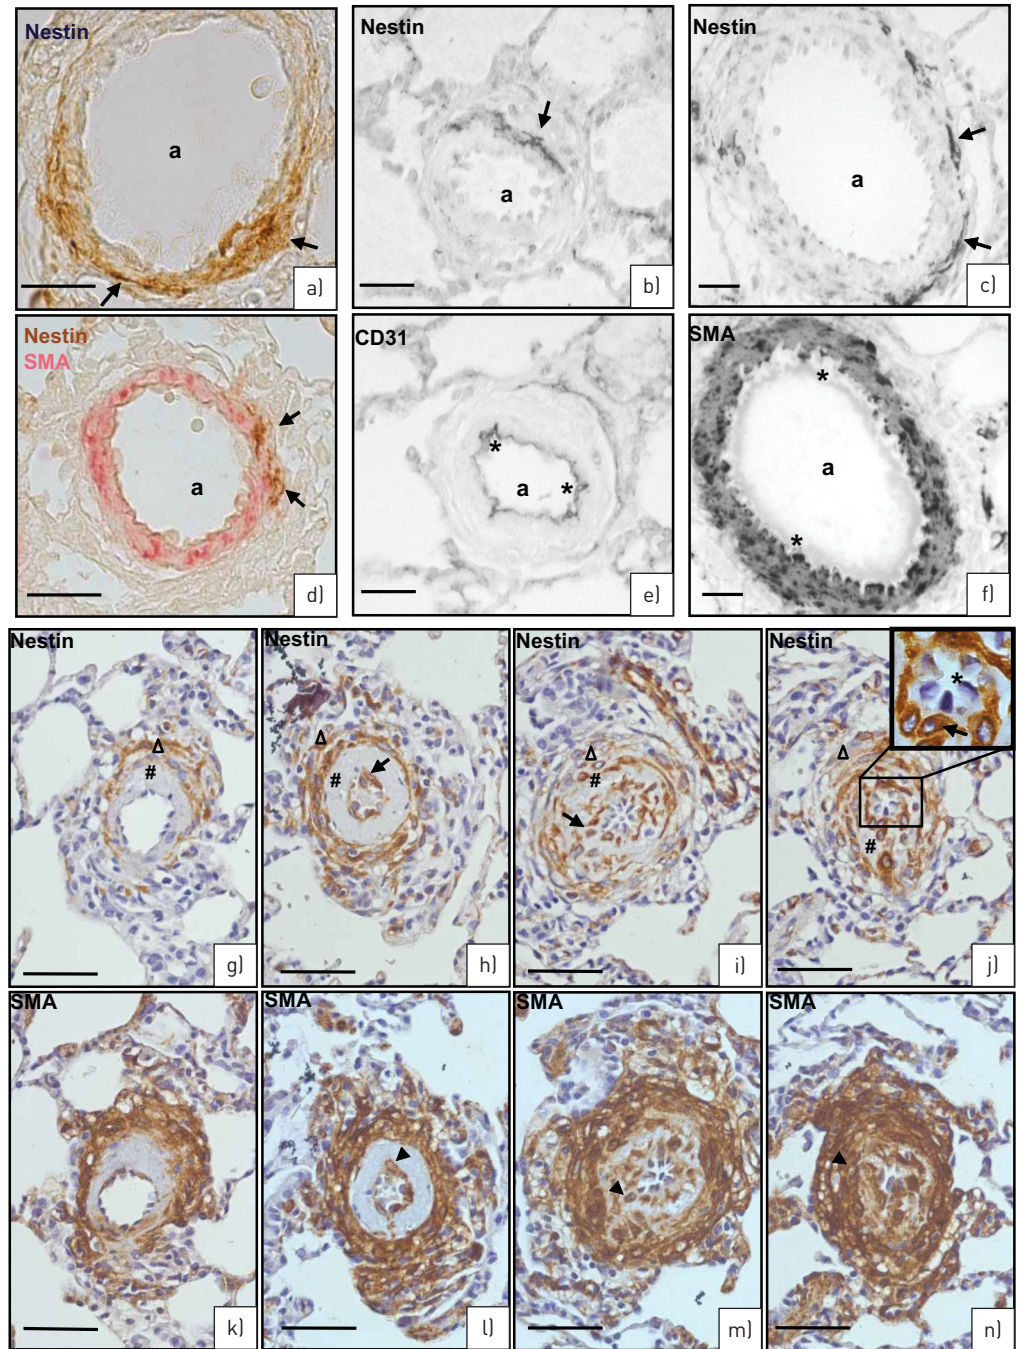 Nestin
a
a)
Nestin
a
b)
Nestin
a
c)
Nestin
SMA
a
d)
CD31
*
a *
e)
SMA
*
a
*
f)
Nestin
Δ
#
g)
Nestin
Δ
#
h)
Nestin
Δ
#
i)
Nestin
*
Δ
#
j)
SMA
k)
SMA
l)
SMA
m)
SMA
n)